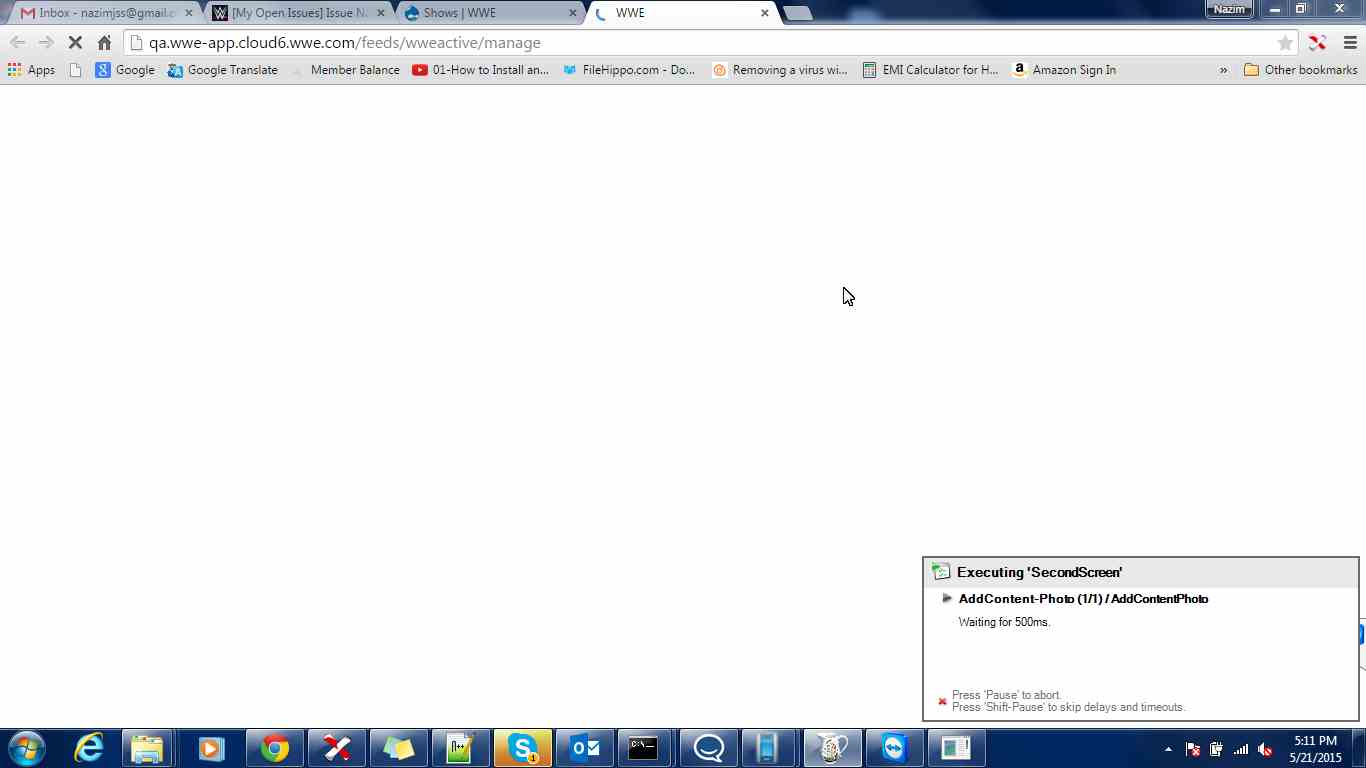 Inbox - nazimjss@gmail.c
[My Open Issues] Issue Na
Shows | WWE
WWE
Nazim
qa.wwe-app.cloud6.wwe.com/feeds/wweactive/manage
Apps
Google
Google Translate
Member Balance
01-How to Install an...
FileHippo.com - Do...
Removing a virus wi...
EMI Calculator for H...
Amazon Sign In
»
Other bookmarks
Executing 'SecondScreen'
AddContent-Photo (1/1) / AddContentPhoto
Waiting for 500ms.
Press 'Pause' to abort.
Press 'Shift-Pause' to skip delays and timeouts.
5:11 PM
5/21/2015